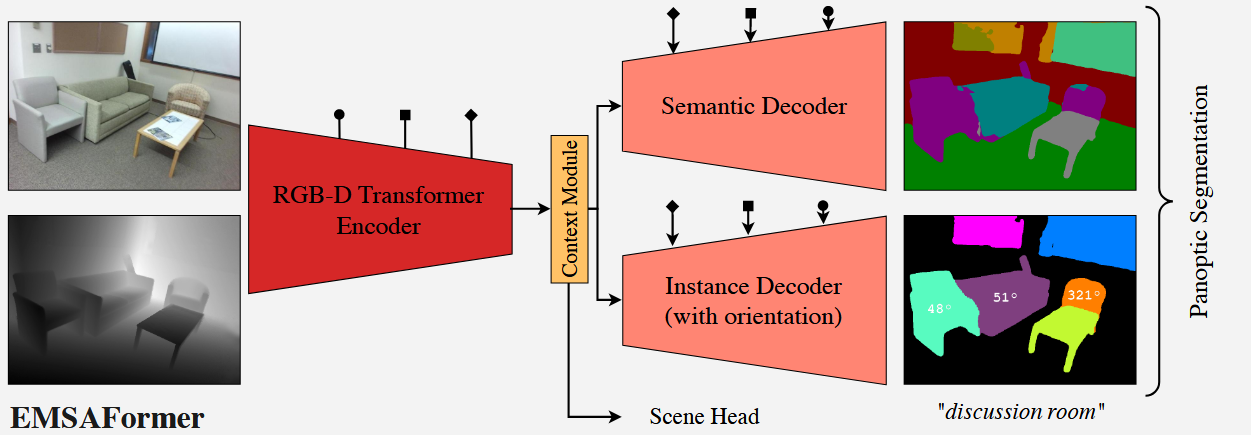 RGB-D Transformer
Encoder
Context Module
Semantic Decoder
Instance Decoder
(with orientation)
Scene Head
48°
51°
321°
"discussion room"
Panoptic Segmentation
EMSAFormer